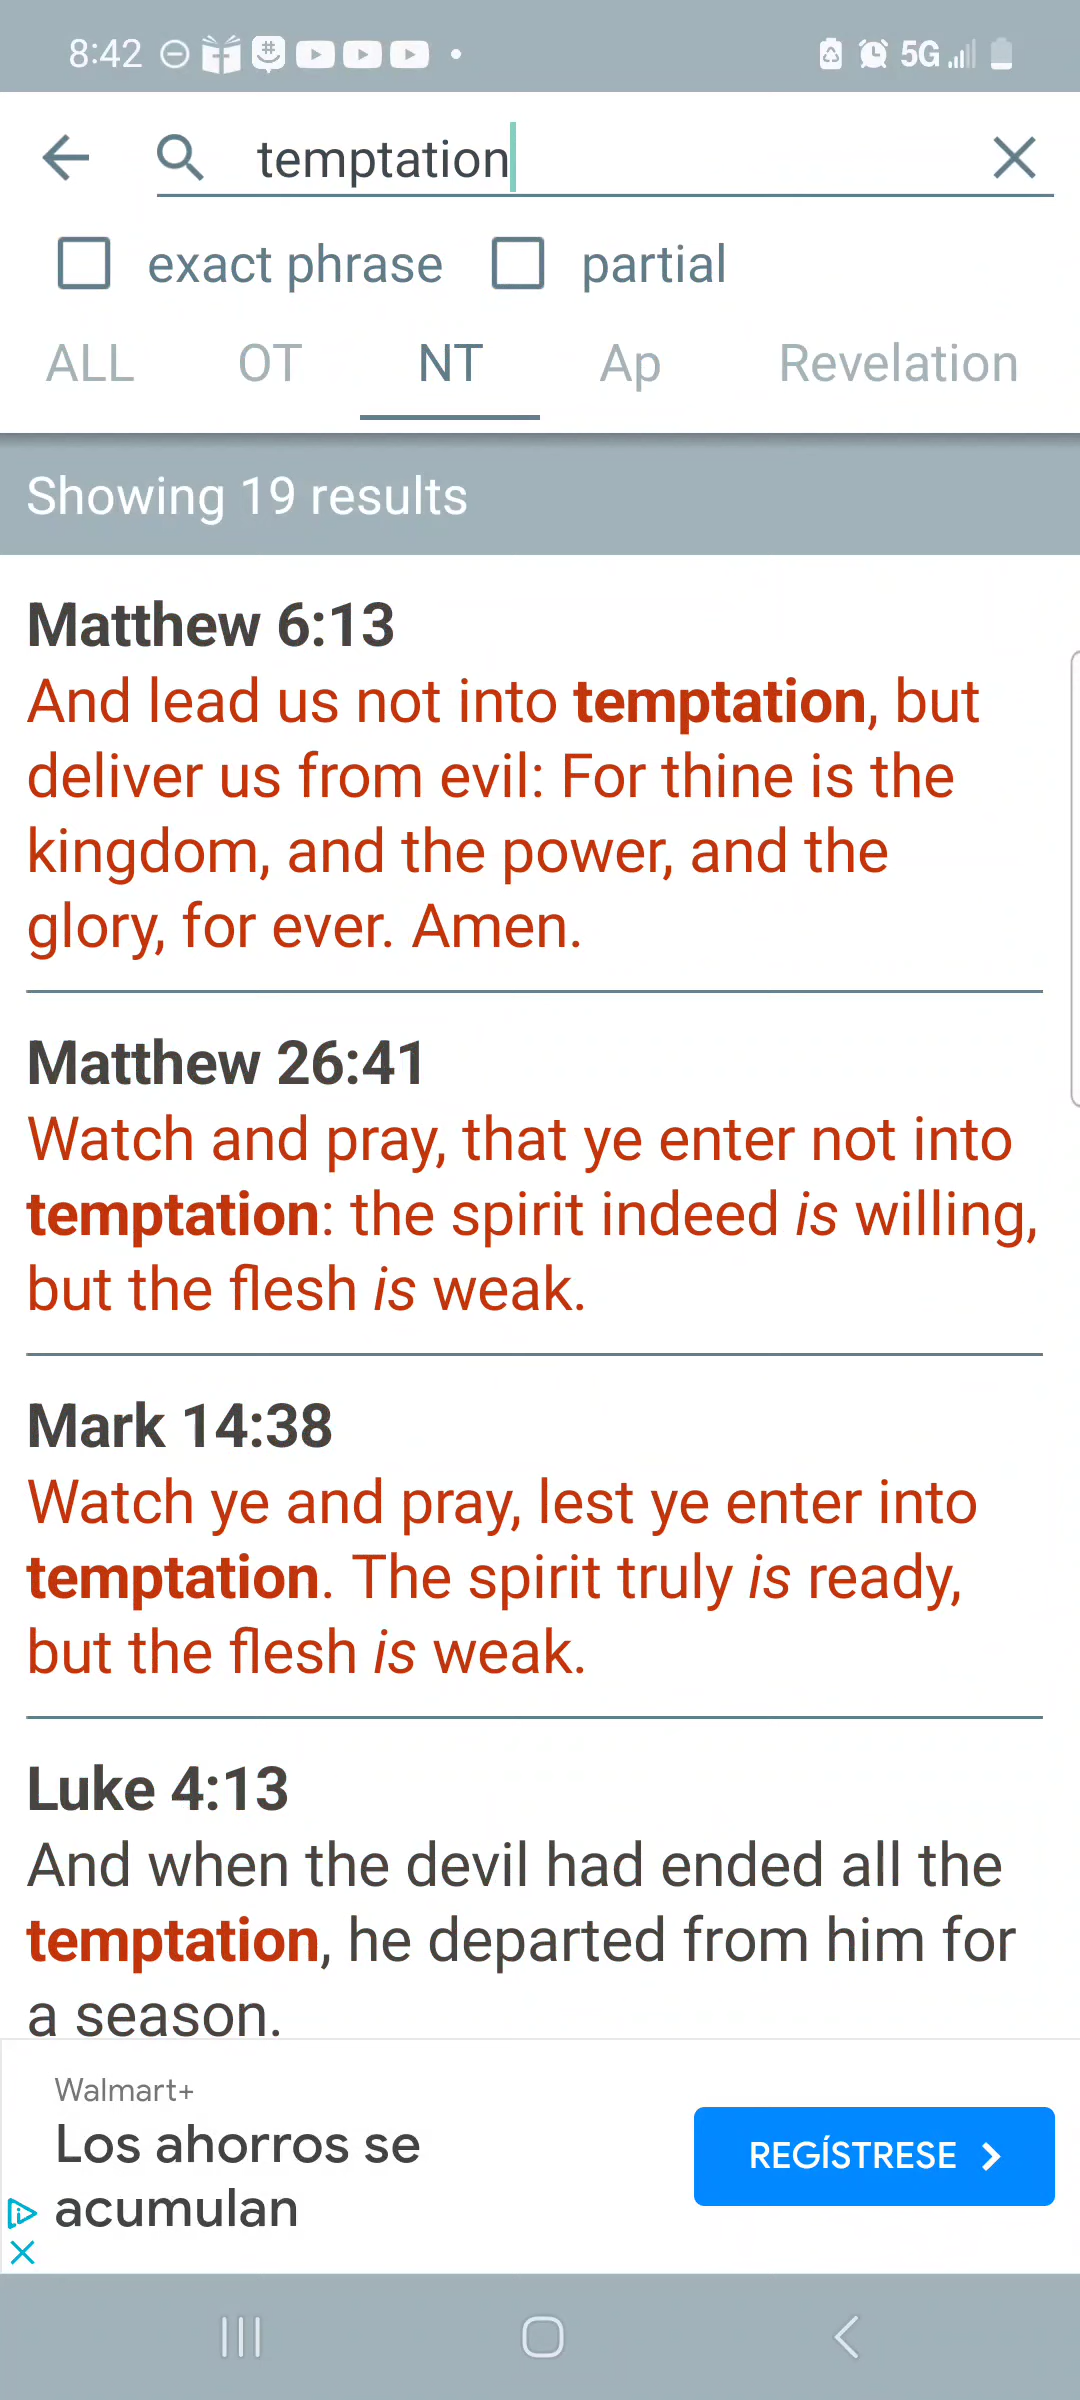 8:42
5G
temptation
exact phrase partial
ALL OT NT Ap Revelation
Showing 19 results
Matthew 6:13
And lead us not into temptation, but
deliver us from evil: For thine is the
kingdom, and the power, and the
glory, for ever. Amen.
Matthew 26:41
Watch and pray, that ye enter not into
temptation: the spirit indeed is willing,
but the flesh is weak.
Mark 14:38
Watch ye and pray, lest ye enter into
temptation. The spirit truly is ready,
but the flesh is weak.
Luke 4:13
And when the devil had ended all the
temptation, he departed from him for
a season.
Walmart+
Los ahorros se
acumulan
REGÍSTRESE